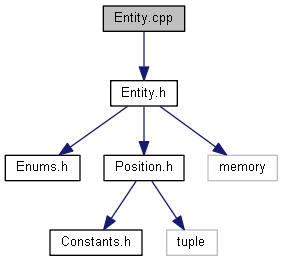 Entity.cpp
Entity.h
Enums.h
Position.h
memory
Constants.h
tuple